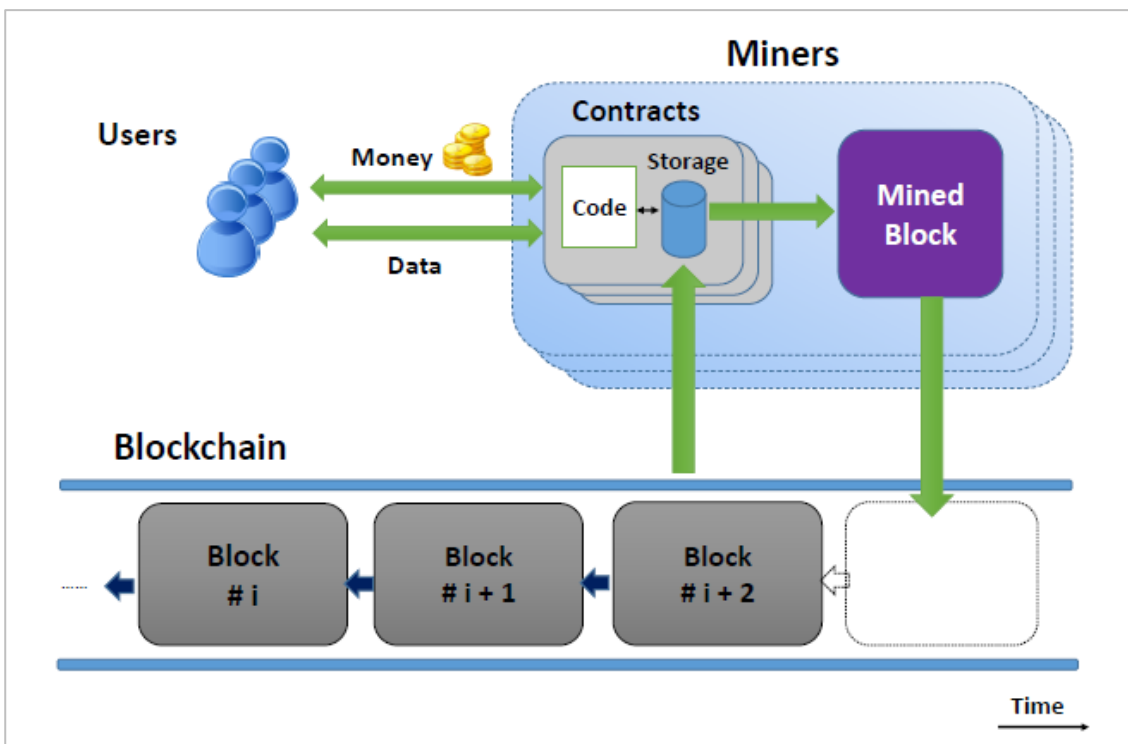 Miners
Contracts
Users
Money
Storage
Code
Mined
Block
Data
Blockchain
Block
# i
Block
# i + 1
Block
# i + 2
.....
Time